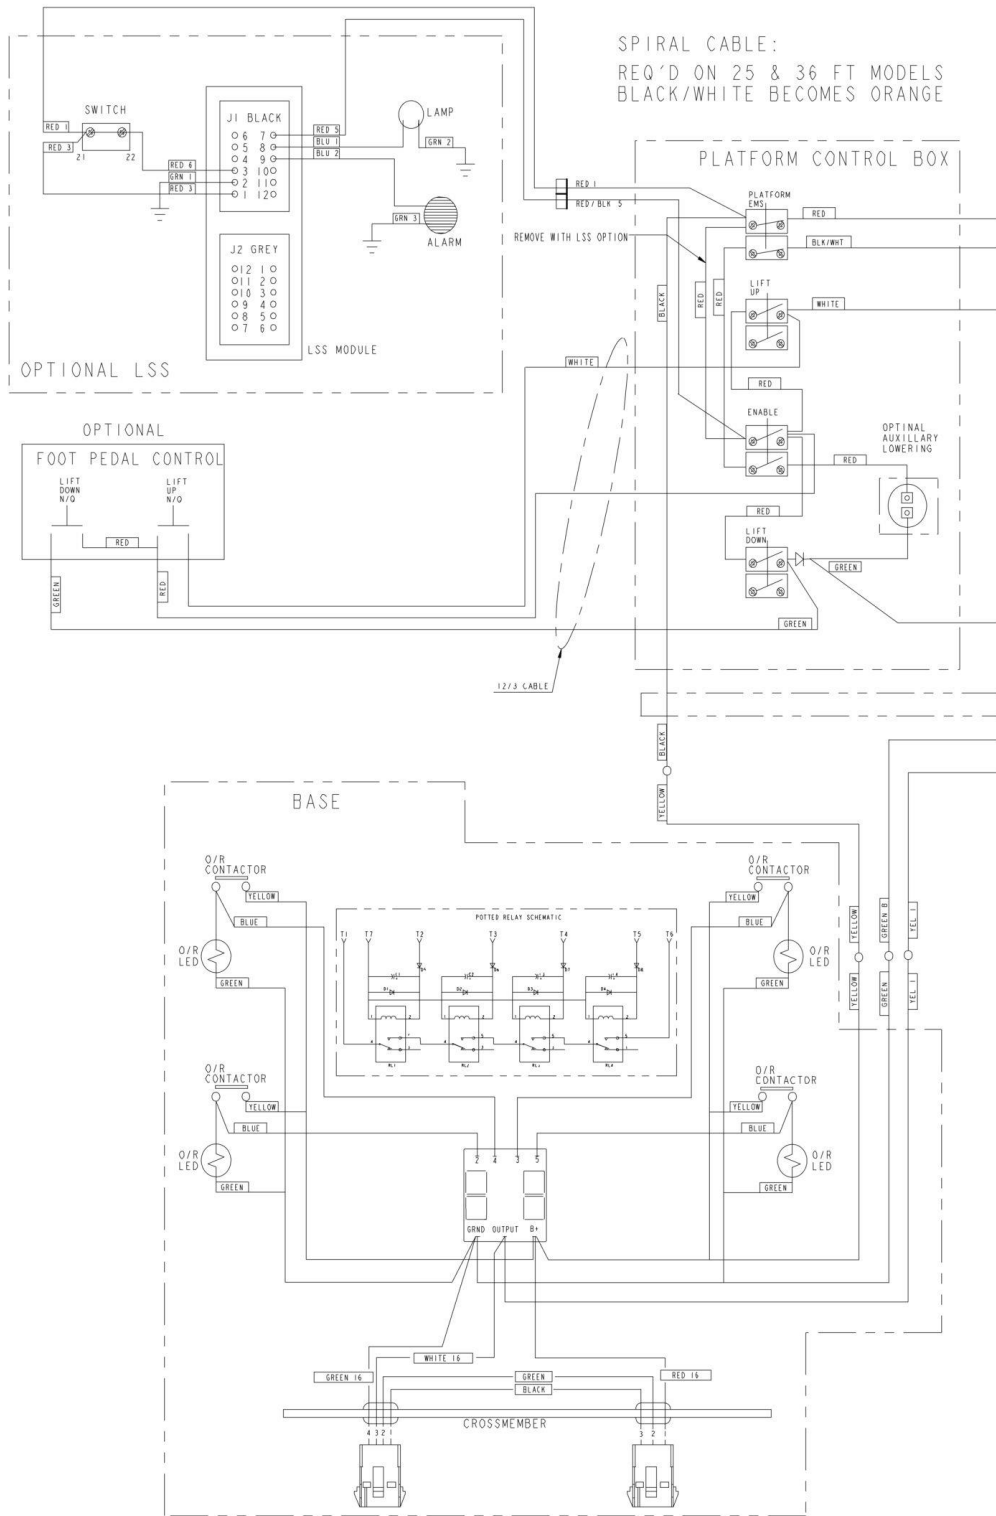 SPIRAL CABLE:
REQ'D ON 25 & 36 FT MODELS
BLACK/WHITE BECOMES ORANGE
SWITCH
RED 1
RED 3
21
22
RED 6
GRN 1
RED 3
J1 BLACK
6 7
5 8
4 9
3 10
2 11
1 12
RED 5
BLU 1
BLU 2
LAMP
GRN 2
GRN 3
ALARM
J2 GREY
12 1
11 2
10 3
9 4
8 5
7 6
LSS MODULE
OPTIONAL LSS
RED 1
RED/BLK 5
REMOVE WITH LSS OPTION
PLATFORM CONTROL BOX
PLATFORM
EMS
RED
BLK/WHT
BLACK
RED
RED
LIFT
UP
WHITE
WHITE
RED
ENABLE
RED
OPTINAL
AUXILLARY
LOWERING
RED
LIFT
DOWN
GREEN
GREEN
OPTIONAL
FOOT PEDAL CONTROL
LIFT
DOWN
N/O
LIFT
UP
N/O
RED
GREEN
RED
12/3 CABLE
BLACK
YELLOW
BASE
O/R
CONTACTOR
YELLOW
BLUE
O/R
LED
GREEN
POTTED RELAY SCHEMATIC
T1 T7 T2 T3 T4 T5 T6
O/R
CONTACTOR
YELLOW
BLUE
O/R
LED
GREEN
YELLOW
GREEN B
YEL 1
YELLOW
GREEN
YEL 1
O/R
CONTACTOR
YELLOW
BLUE
O/R
LED
GREEN
O/R
CONTACTOR
YELLOW
BLUE
O/R
LED
GREEN
2 4 3 5
GRND OUTPUT B+
WHITE 16
GREEN 16
GREEN
BLACK
RED 16
CROSSMEMBER
4 3 2 1
3 2 1